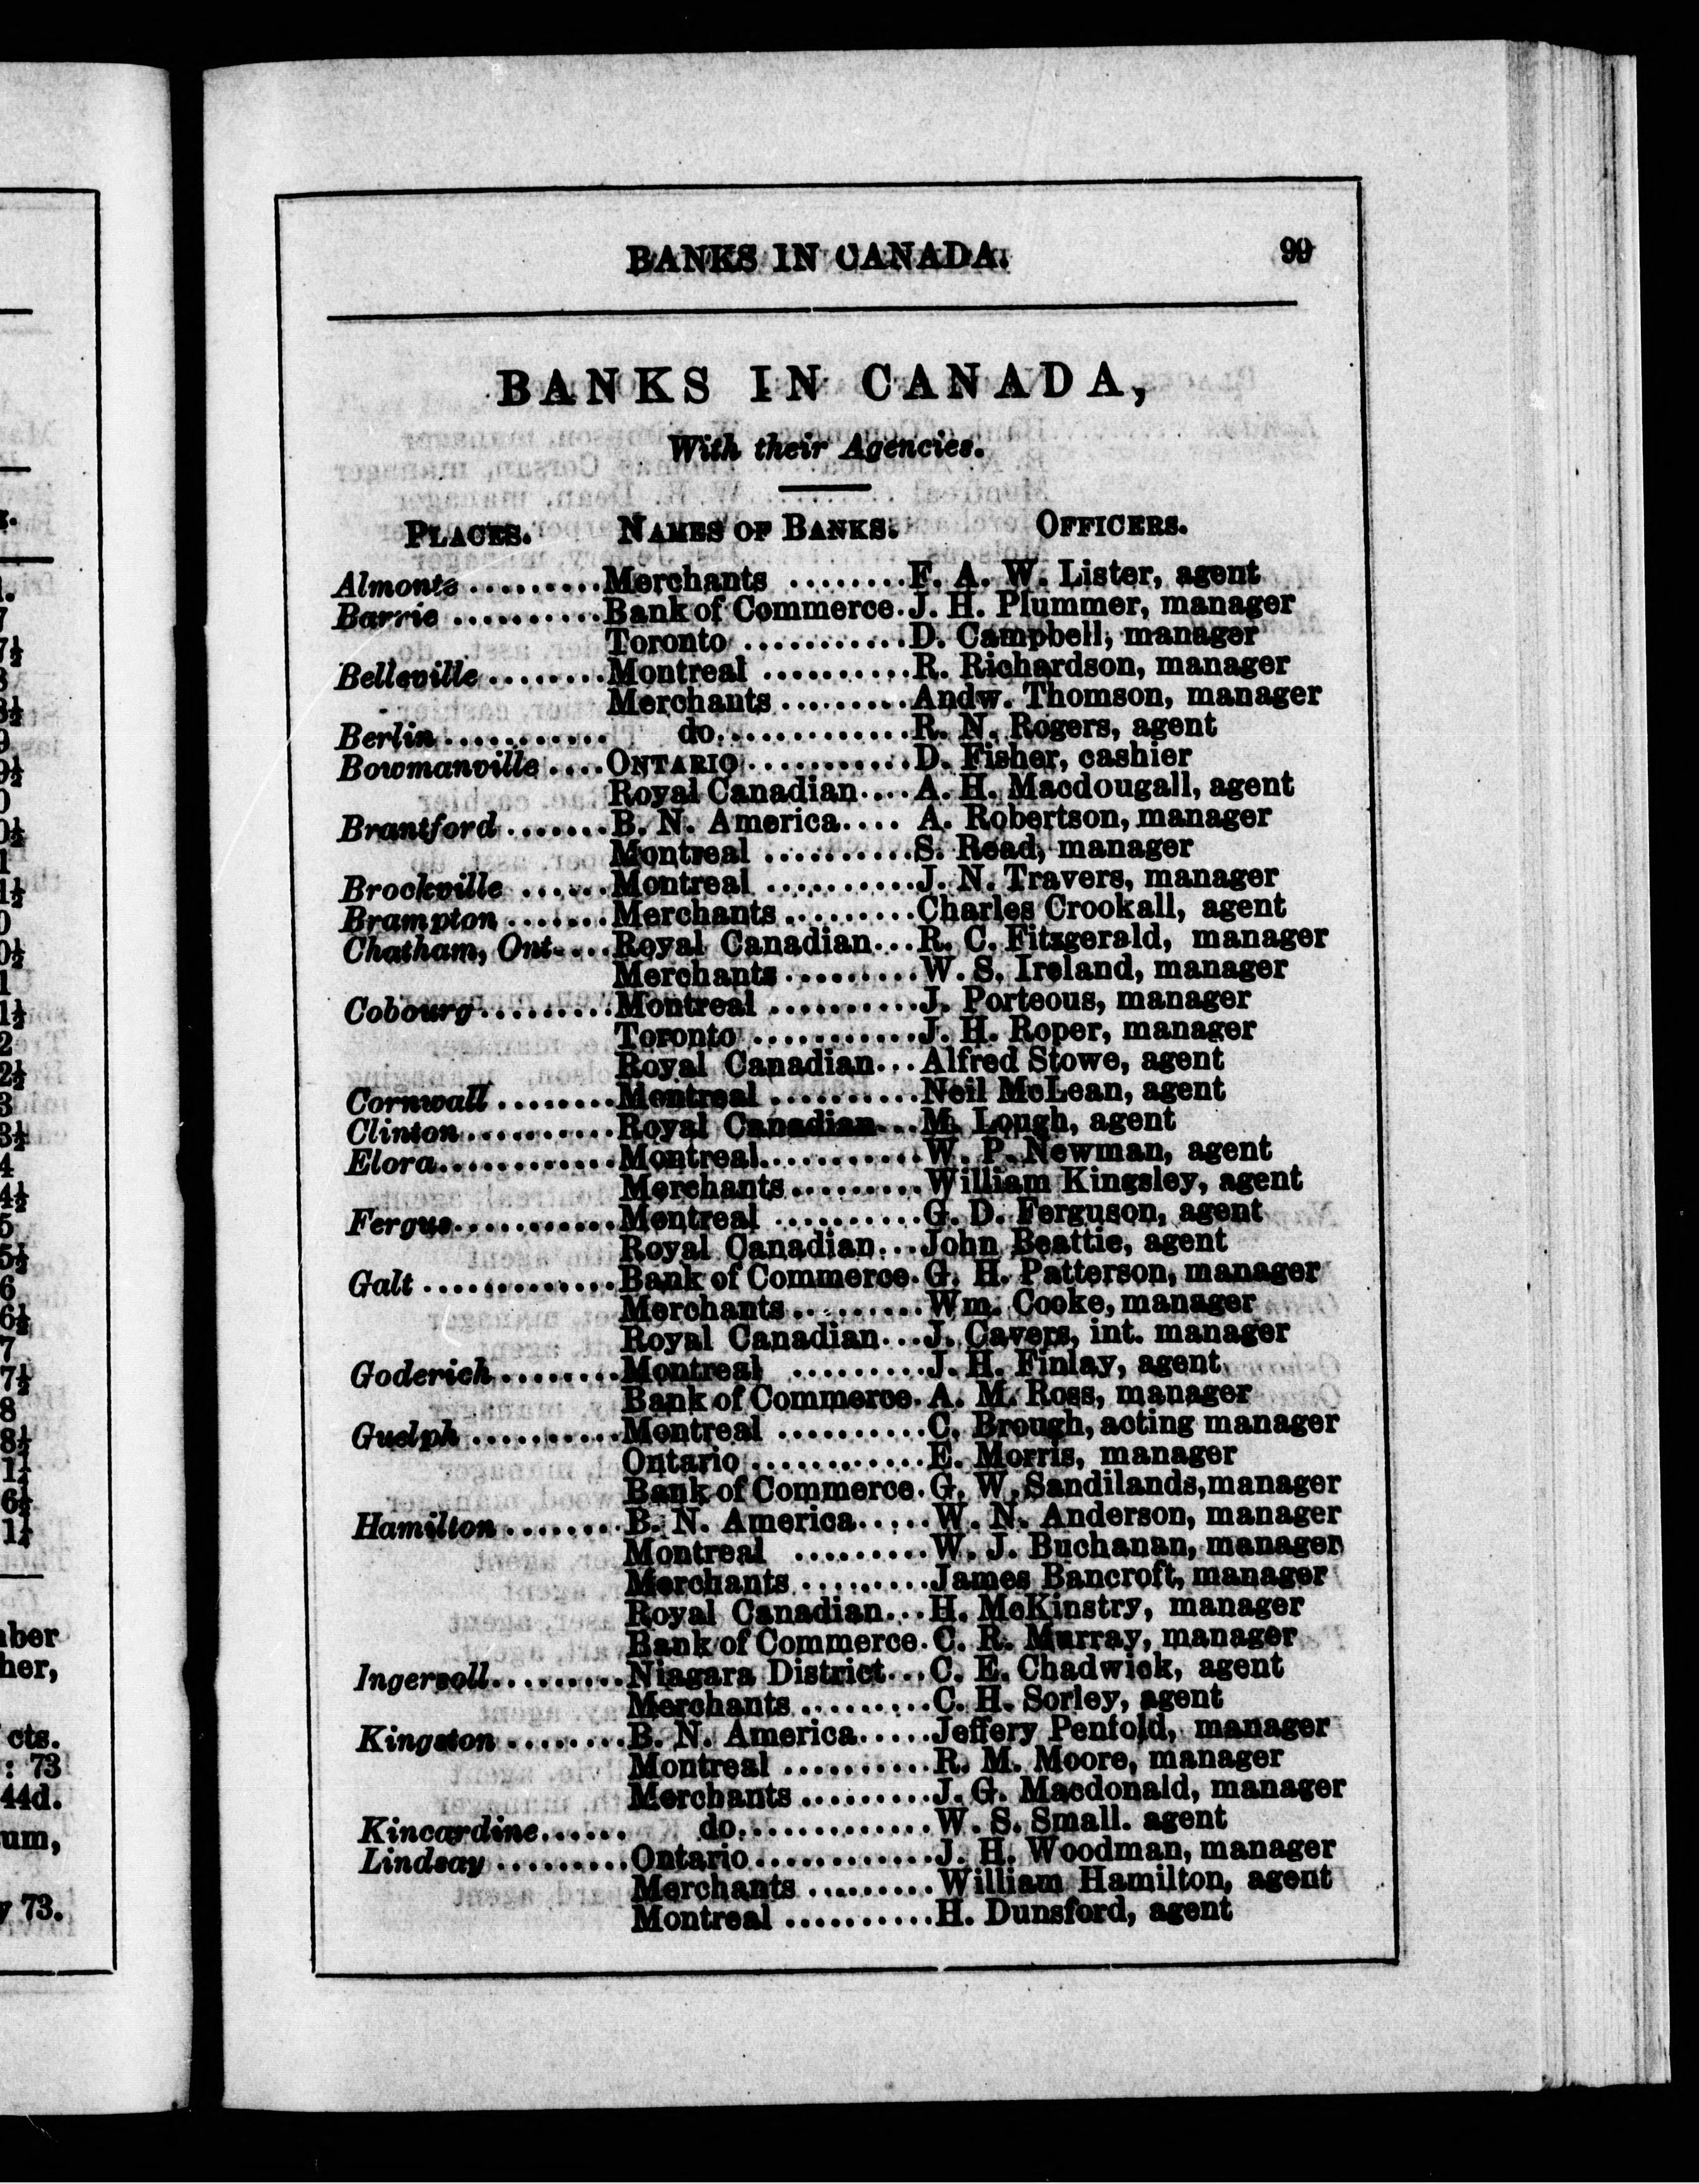 BANKS IN CANADA. 99
BANKS IN CANADA,
With their Agencies.
PLACES. NAMES OF BANKS. OFFICERS.
Almonte.........Merchants ........F. A. W. Lister, agent
Barrie ..........Bank of Commerce.J. H. Plummer, manager
Toronto ...........D. Campbell, manager
Belleville........Montreal ..........R. Richardson, manager
Merchants.........Andw. Thomson, manager
Berlin........... do.............R. N. Rogers, agent
Bowmanville....ONTARIO...........D. Fisher, cashier
Royal Canadian....A. H. Macdougall, agent
Brantford.......B. N. America.... A. Robertson, manager
Montreal ..........S. Read, manager
Brockville ......Montreal ..........J. N. Travers, manager
Brampton.......Merchants.........Charles Crookall, agent
Chatham, Ont....Royal Canadian...R. C. Fitzgerald, manager
Merchants.........W. S. Ireland, manager
Cobourg.........Montreal ..........J. Porteous, manager
Toronto ...........J. H. Roper, manager
Royal Canadian...Alfred Stowe, agent
Cornwall........Montreal ..........Neil McLean, agent
Clinton..........Royal Canadian...M. Lough, agent
Elora............Montreal...........W. P. Newman, agent
Merchants.........William Kingsley, agent
Fergus...........Montreal ..........G. D. Ferguson, agent
Royal Canadian...John Beattie, agent
Galt .............Bank of Commerce.G. H. Patterson, manager
Merchants.........Wm. Cooke, manager
Royal Canadian...J. Cavers, int. manager
Goderich........Montreal .........J. H. Finlay, agent
Bank of Commerce.A. M. Ross, manager
Guelph ..........Montreal ..........C. Brough, acting manager
Ontario............E. Morris, manager
Bank of Commerce.G. W. Sandilands, manager
Hamilton........B. N. America.....W. N. Anderson, manager
Montreal .........W. J. Buchanan, manager
Merchants.........James Bancroft, manager
Royal Canadian...H. McKinstry, manager
Bank of Commerce.C. R. Murray, manager
Ingersoll.........Niagara District...C. E. Chadwick, agent
Merchants.........C. H. Sorley, agent
Kingston ........B. N. America.....Jeffery Penfold, manager
Montreal ..........R. M. Moore, manager
Merchants.........J. G. Macdonald, manager
Kincardine...... do.............W. S. Small. agent
Lindsay .........Ontario............J. H. Woodman, manager
Merchants .........William Hamilton, agent
Montreal ..........H. Dunsford, agent